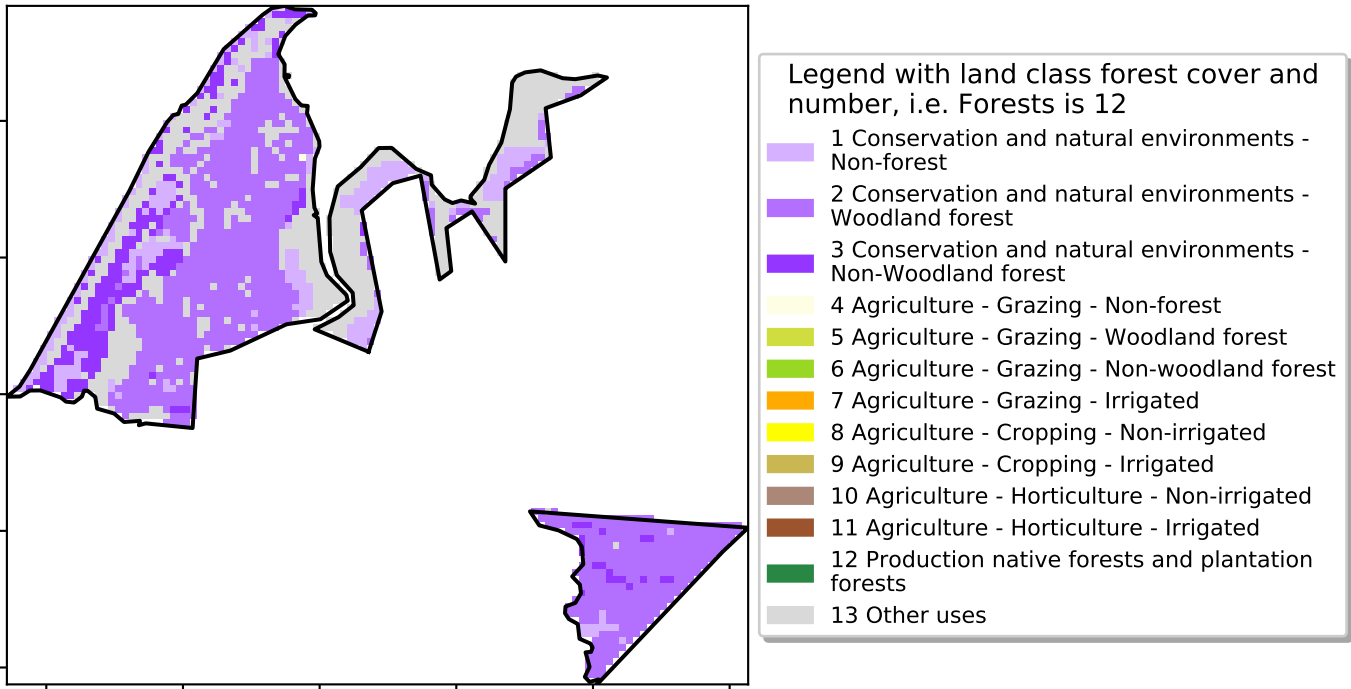 Legend with land class forest cover and
number, i.e. Forests is 12
1 Conservation and natural environments -
Non-forest
2 Conservation and natural environments -
Woodland forest
3 Conservation and natural environments -
Non-Woodland forest
4 Agriculture - Grazing - Non-forest
5 Agriculture - Grazing - Woodland forest
6 Agriculture - Grazing - Non-woodland forest
7 Agriculture - Grazing - Irrigated
8 Agriculture - Cropping - Non-irrigated
9 Agriculture - Cropping - Irrigated
10 Agriculture - Horticulture - Non-irrigated
11 Agriculture - Horticulture - Irrigated
12 Production native forests and plantation
forests
13 Other uses